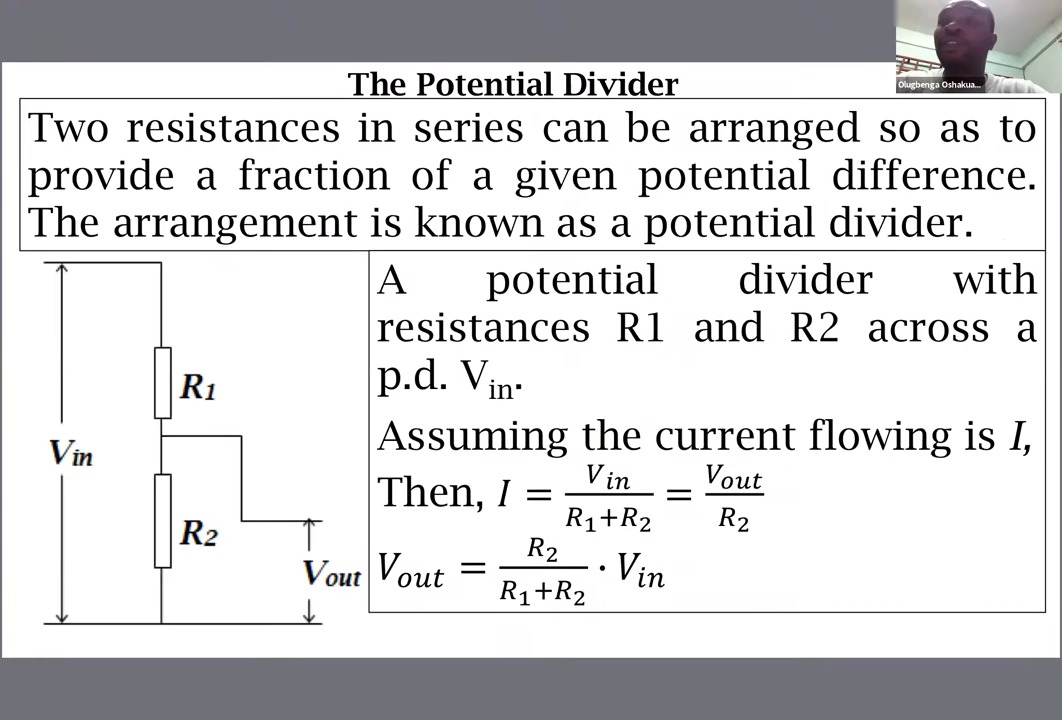 Olugbenga Oshakua...
The Potential Divider
Two resistances in series can be arranged so as to
provide a fraction of a given potential difference.
The arrangement is known as a potential divider.
R1
Vin
R2
Vout
A potential divider with
resistances R1 and R2 across a
p.d. Vin.
Assuming the current flowing is I,
Then, I = Vin/(R1+R2) = Vout/R2
Vout = R2/(R1+R2) · Vin